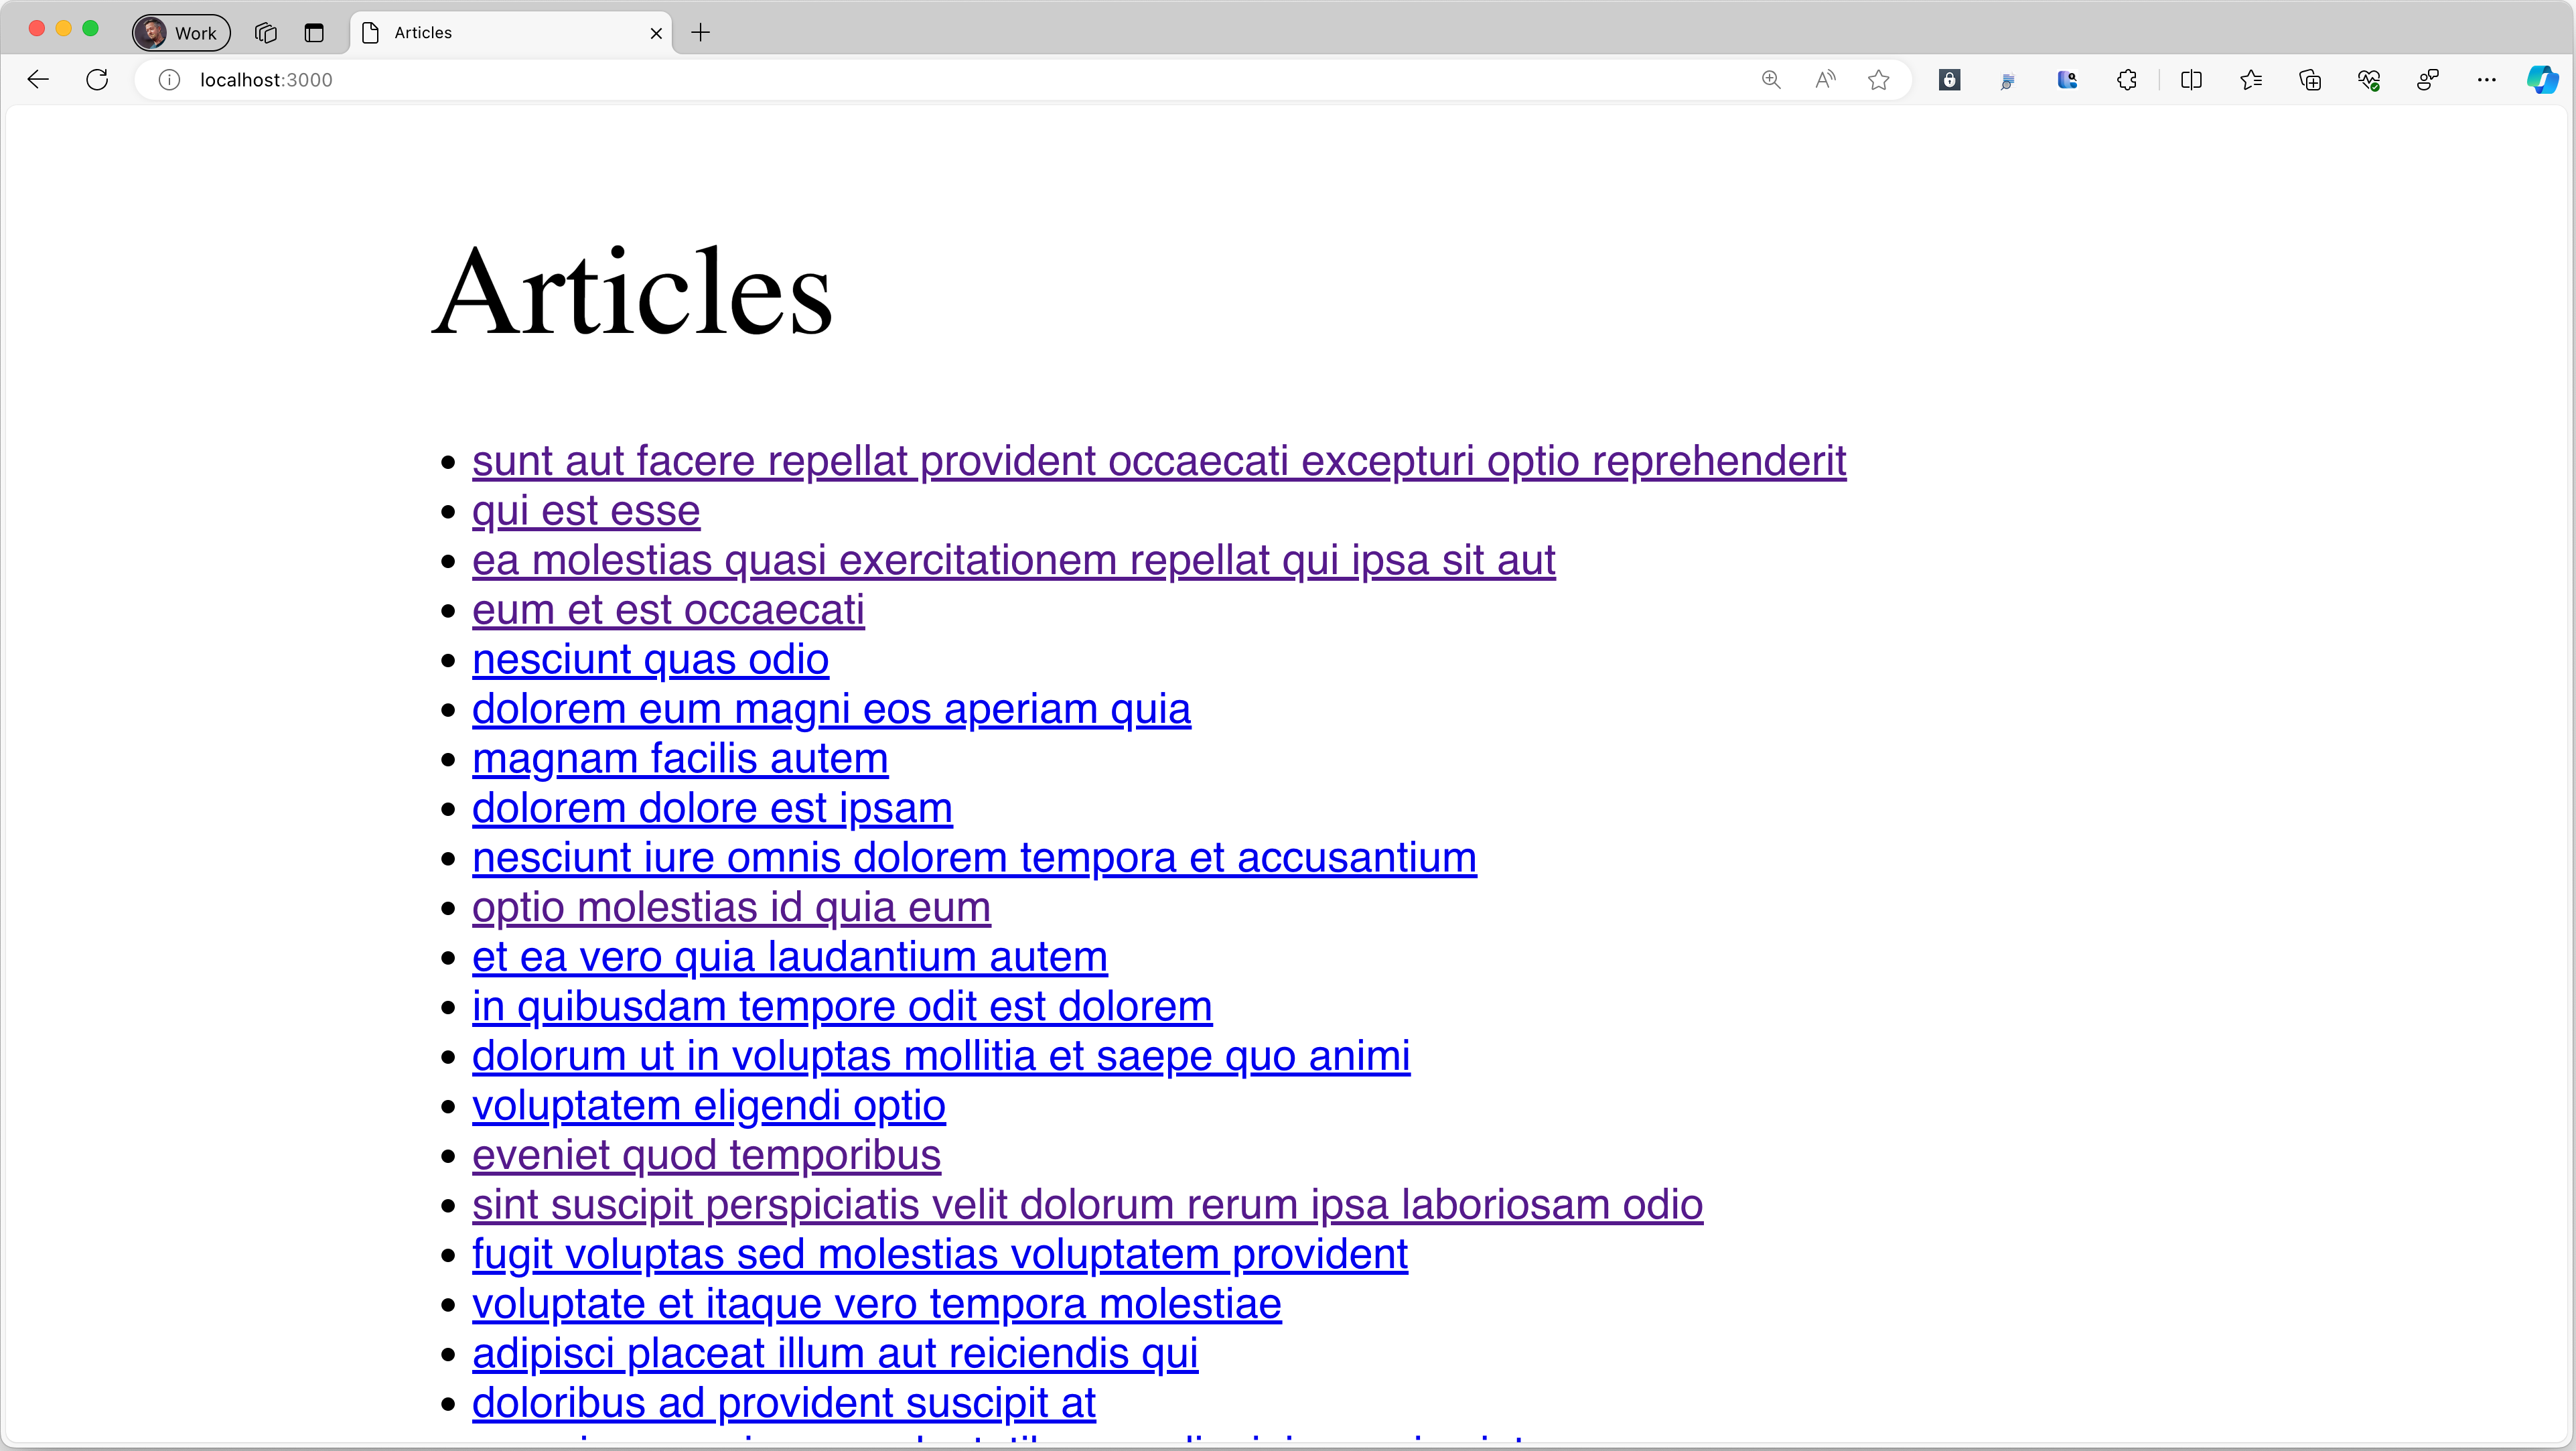 Work
Articles
localhost:3000
Articles
sunt aut facere repellat provident occaecati excepturi optio reprehenderit
qui est esse
ea molestias quasi exercitationem repellat qui ipsa sit aut
eum et est occaecati
nesciunt quas odio
dolorem eum magni eos aperiam quia
magnam facilis autem
dolorem dolore est ipsam
nesciunt iure omnis dolorem tempora et accusantium
optio molestias id quia eum
et ea vero quia laudantium autem
in quibusdam tempore odit est dolorem
dolorum ut in voluptas mollitia et saepe quo animi
voluptatem eligendi optio
eveniet quod temporibus
sint suscipit perspiciatis velit dolorum rerum ipsa laboriosam odio
fugit voluptas sed molestias voluptatem provident
voluptate et itaque vero tempora molestiae
adipisci placeat illum aut reiciendis qui
doloribus ad provident suscipit at